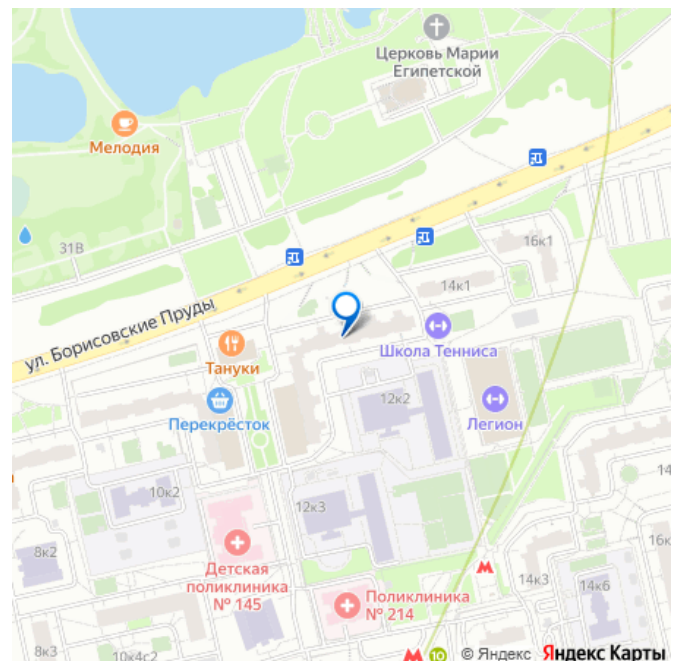 Церковь Марии
Египетской
Мелодия
31В
16к1
14к1
ул. Борисовские Пруды
Школа Тенниса
Тануки
Перекрёсток
12к2
Легион
14
10к2
12к3
16к
8к2
Детская
поликлиника
№ 145
Поликлиника
№ 214
14к3
14к6
8к3
10к4с2
10
© Яндекс Яндекс Карты